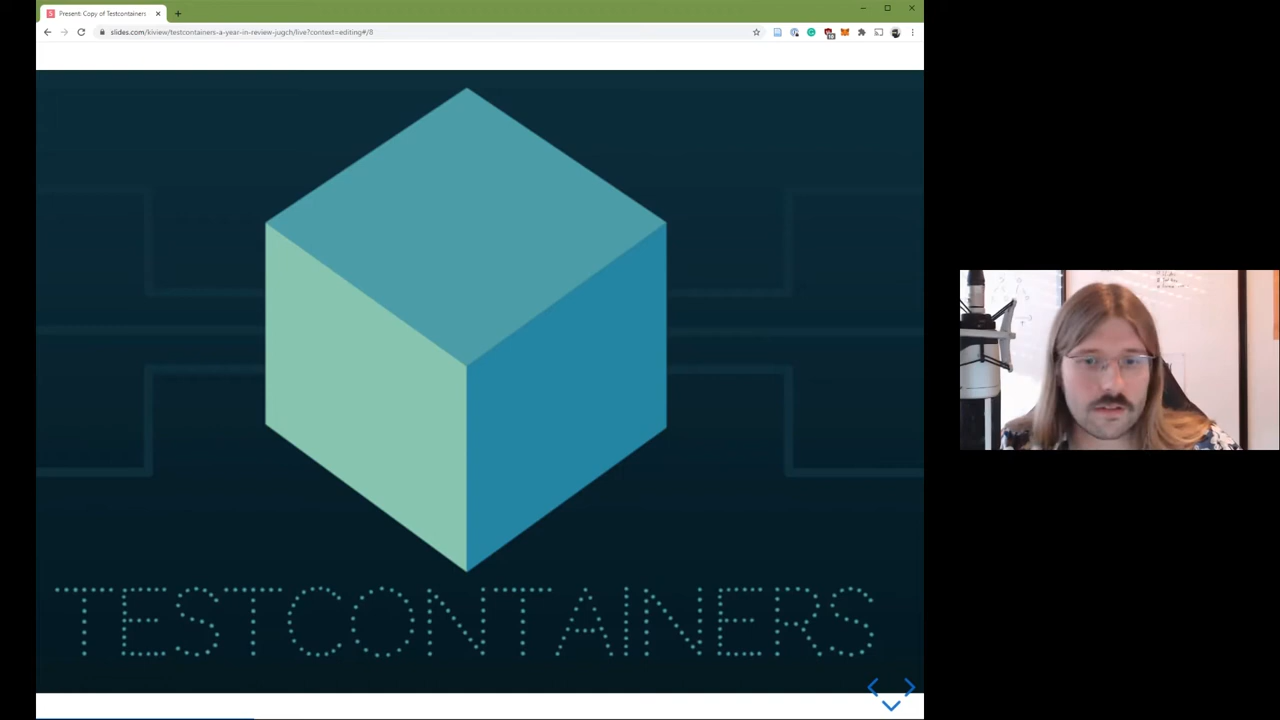 Present: Copy of Testcontainers
slides.com/kiview/testcontainers-a-year-in-review-jugch/live?context=editing#/8
TESTCONTAINERS